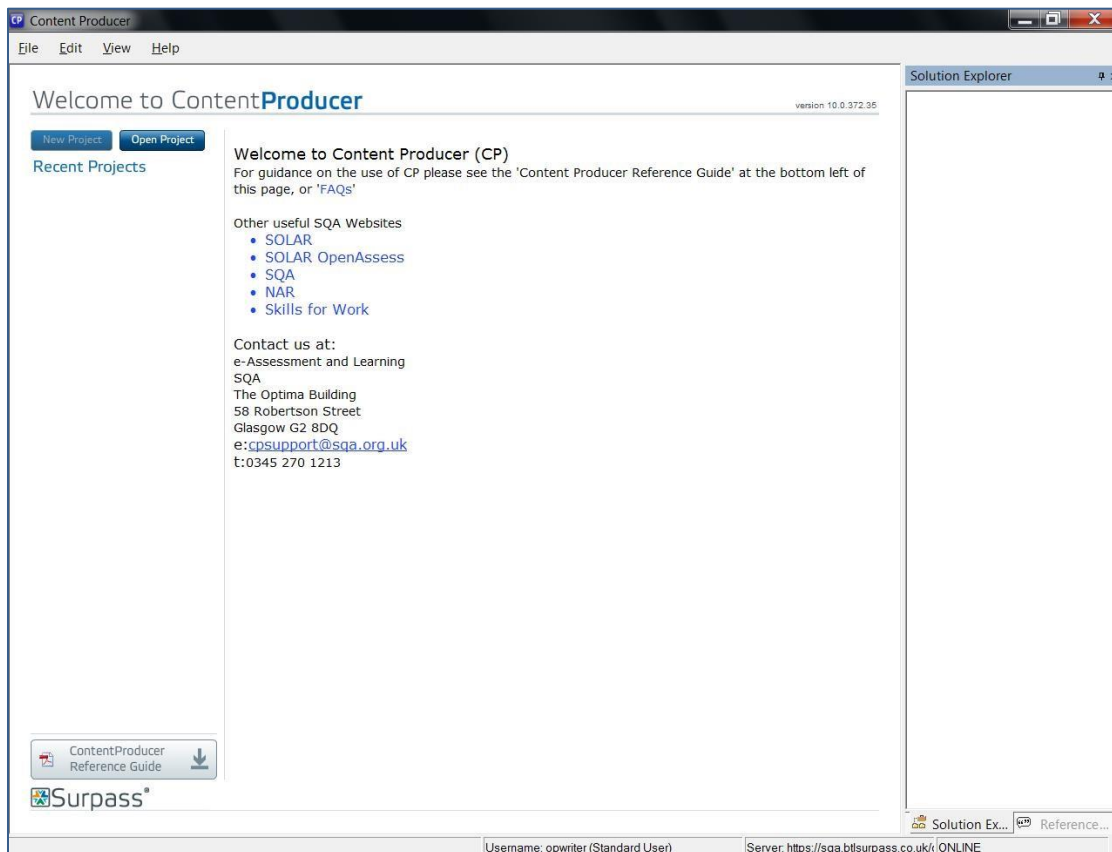 Content Producer
File Edit View Help
Solution Explorer
Welcome to ContentProducer
version 10.0.372.35
New Project Open Project
Recent Projects
Welcome to Content Producer (CP)
For guidance on the use of CP please see the 'Content Producer Reference Guide' at the bottom left of
this page, or 'FAQs'
Other useful SQA Websites
• SOLAR
• SOLAR OpenAssess
• SQA
• NAR
• Skills for Work
Contact us at:
e-Assessment and Learning
SQA
The Optima Building
58 Robertson Street
Glasgow G2 8DQ
e:cpsupport@sqa.org.uk
t:0345 270 1213
ContentProducer
Reference Guide
Surpass®
Solution Ex... Reference...
Username: opwriter (Standard User) Server: https://sqa.btlsurpass.co.uk/ ONLINE